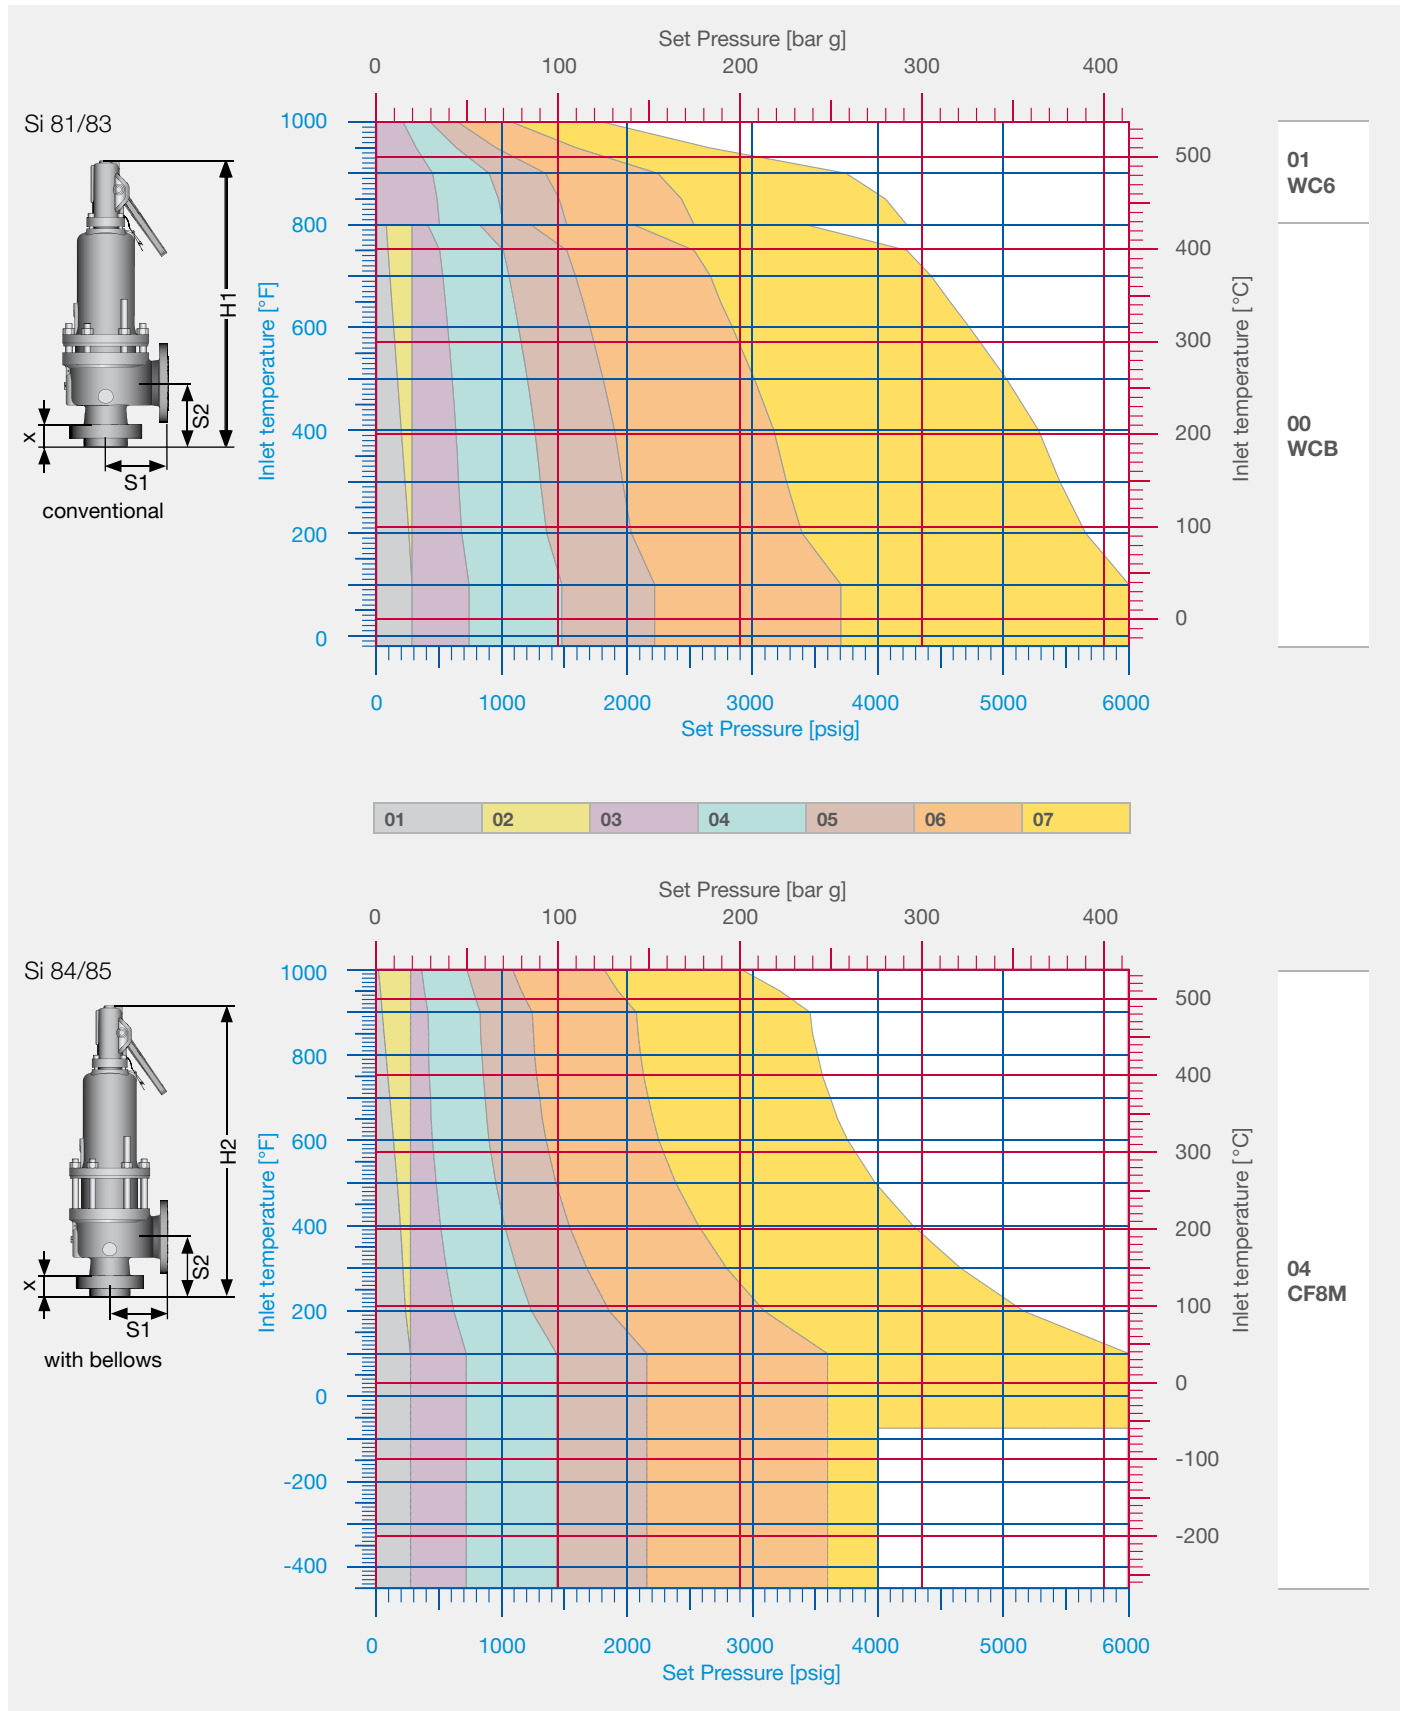 Set Pressure [bar g]
0 100 200 300 400
Si 81/83
1000
800
600
400
200
0
Inlet temperature [°F]
500
400
300
200
100
0
Inlet temperature [°C]
01
WC6
00
WCB
H1
S2
x
S1
conventional
0 1000 2000 3000 4000 5000 6000
Set Pressure [psig]
01 02 03 04 05 06 07
Set Pressure [bar g]
0 100 200 300 400
Si 84/85
1000
800
600
400
200
0
-200
-400
Inlet temperature [°F]
500
400
300
200
100
0
-100
-200
Inlet temperature [°C]
04
CF8M
H2
S2
x
S1
with bellows
0 1000 2000 3000 4000 5000 6000
Set Pressure [psig]